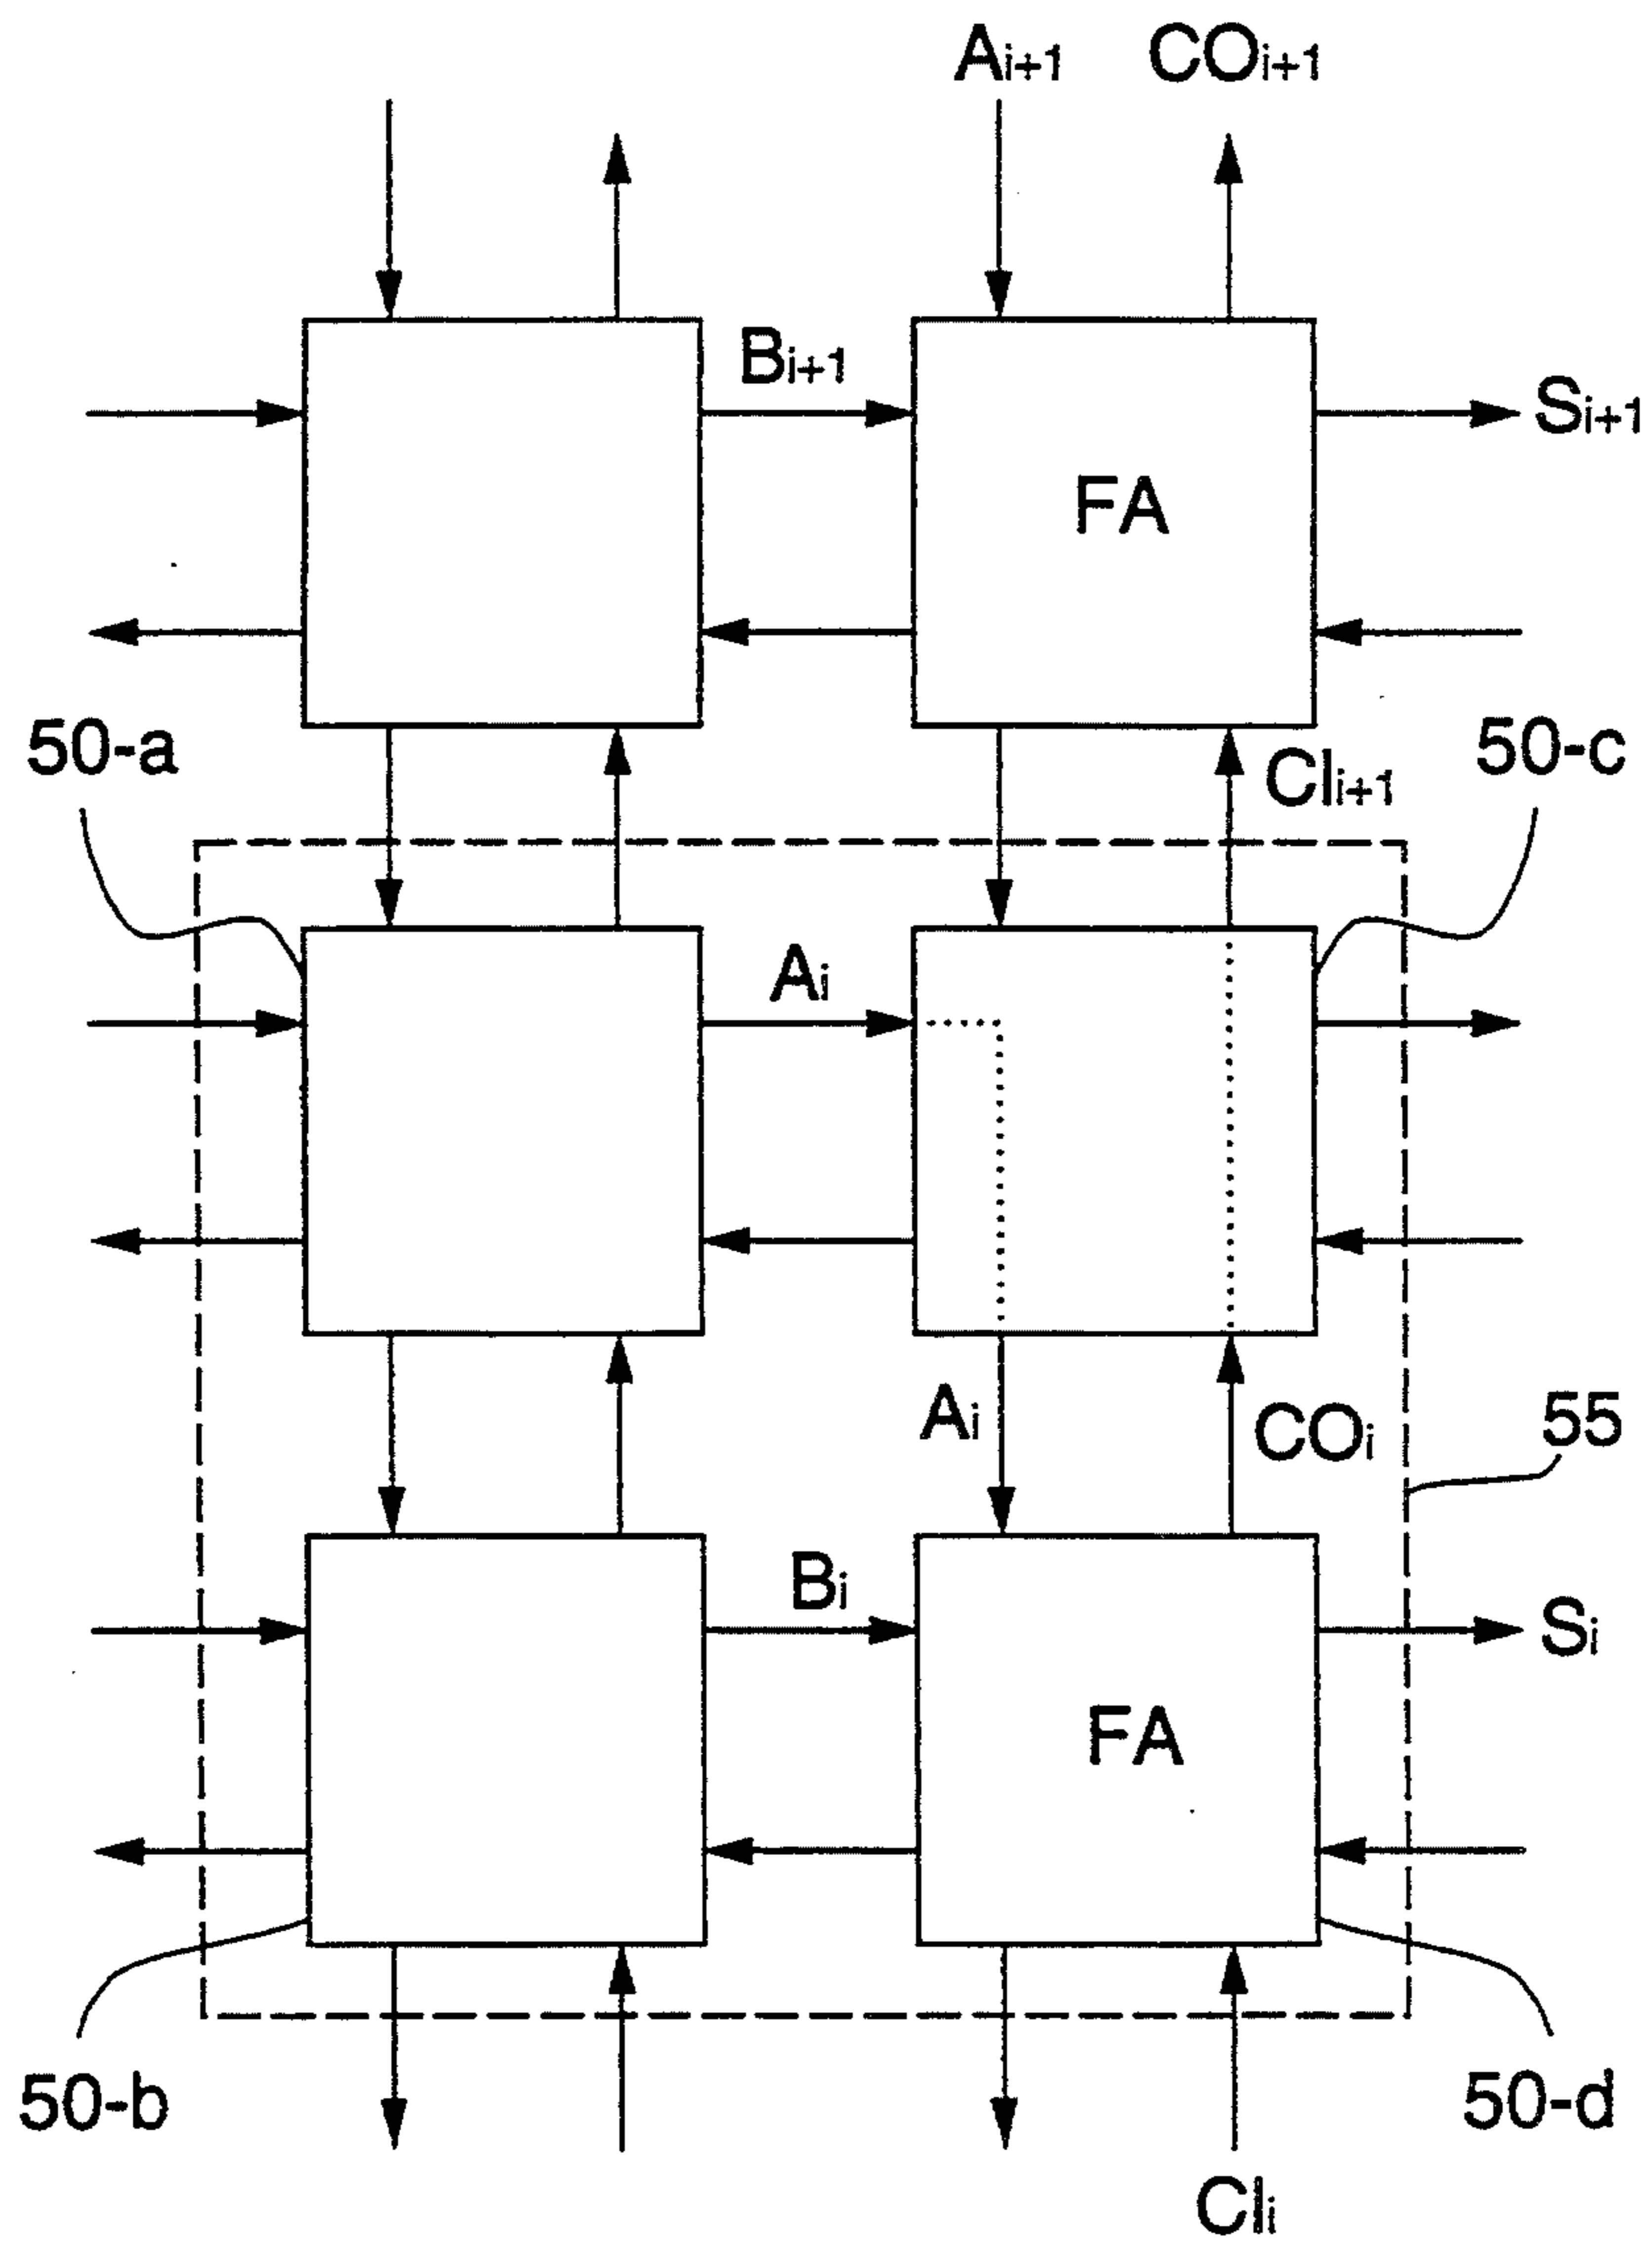 Ai+1 COi+1
Bi+1
Si+1
FA
50-a
CIi+1
50-c
Ai
Ai
COi
55
Bi
Si
FA
50-b
50-d
CIi